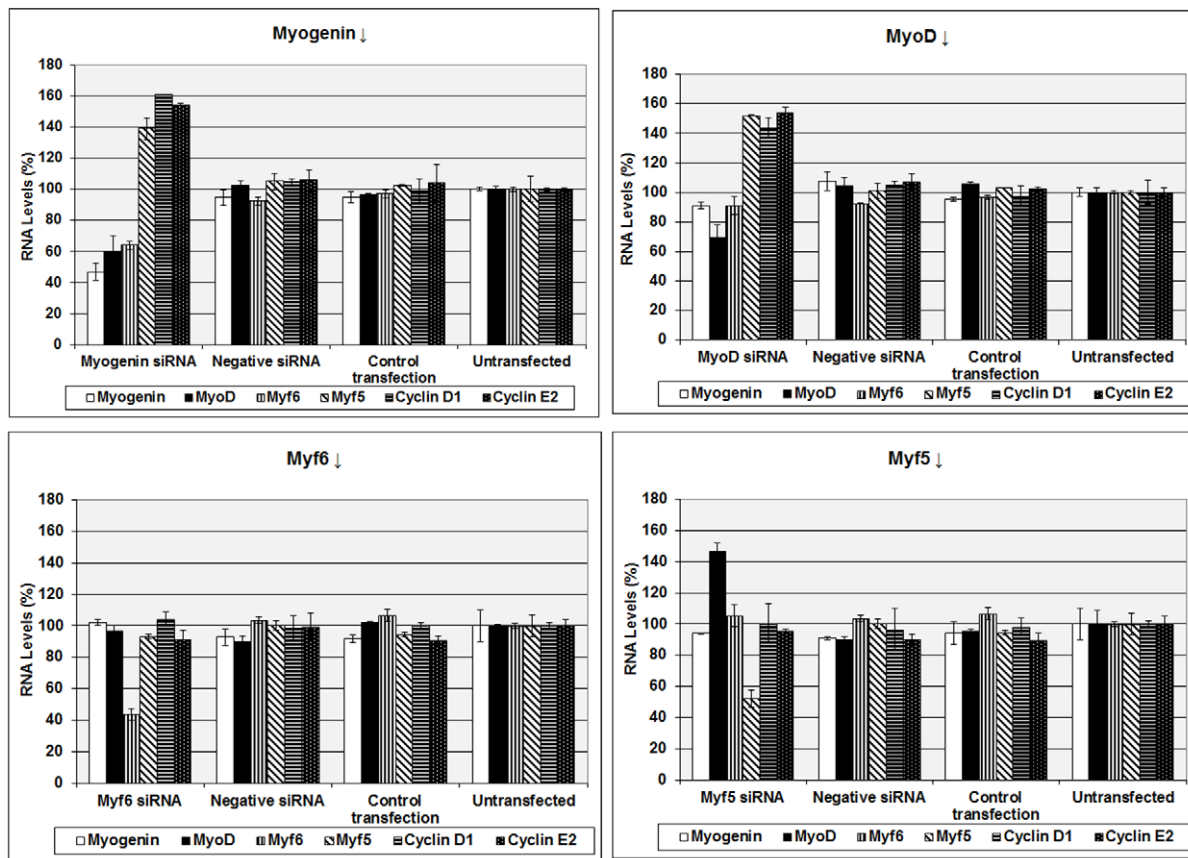 Myogenin ↓
RNA Levels (%)
180
160
140
120
100
80
60
40
20
0
Myogenin siRNA Negative siRNA Control transfection Untransfected
Myogenin MyoD Myf6 Myf5 Cyclin D1 Cyclin E2
MyoD ↓
RNA Levels (%)
180
160
140
120
100
80
60
40
20
0
MyoD siRNA Negative siRNA Control transfection Untransfected
Myogenin MyoD Myf6 Myf5 Cyclin D1 Cyclin E2
Myf6 ↓
RNA Levels (%)
180
160
140
120
100
80
60
40
20
0
Myf6 siRNA Negative siRNA Control transfection Untransfected
Myogenin MyoD Myf6 Myf5 Cyclin D1 Cyclin E2
Myf5 ↓
RNA Levels (%)
180
160
140
120
100
80
60
40
20
0
Myf5 siRNA Negative siRNA Control transfection Untransfected
Myogenin MyoD Myf6 Myf5 Cyclin D1 Cyclin E2